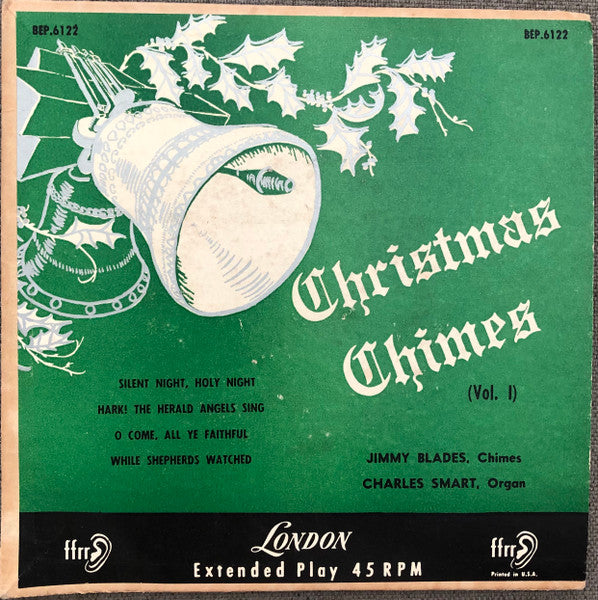 BEP.6122
BEP.6122
Christmas
Chimes
(Vol. I)
SILENT NIGHT, HOLY NIGHT
HARK! THE HERALD ANGELS SING
O COME, ALL YE FAITHFUL
WHILE SHEPHERDS WATCHED
JIMMY BLADES, Chimes
CHARLES SMART, Organ
ffrr
LONDON
ffrr
Extended Play 45 RPM
Printed in U.S.A.